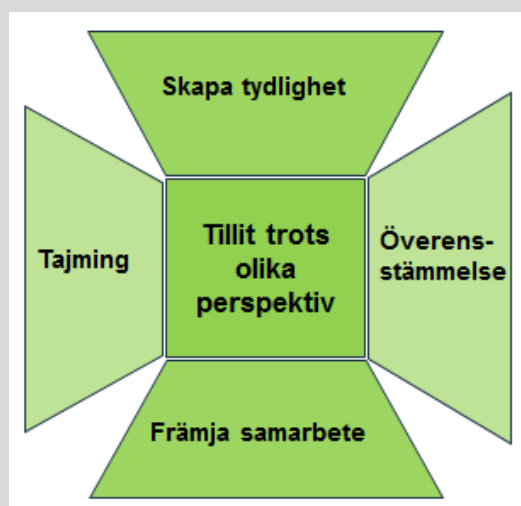 Skapa tydlighet
Tajming
Tillit trots
olika
perspektiv
Överens-
stämmelse
Främja samarbete